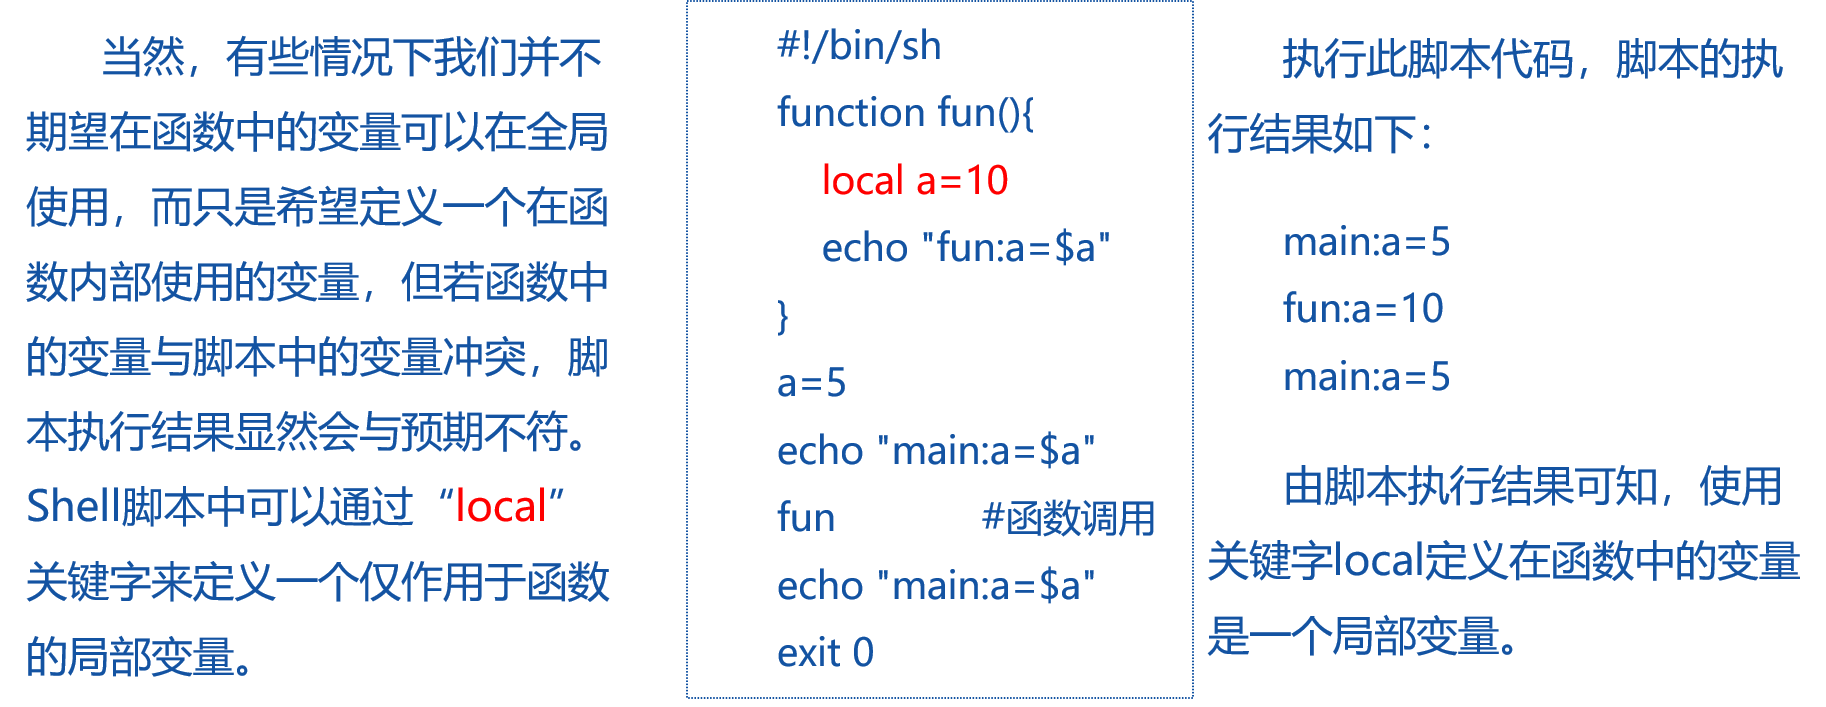 当然，有些情况下我们并不
期望在函数中的变量可以在全局
使用，而只是希望定义一个在函
数内部使用的变量，但若函数中
的变量与脚本中的变量冲突，脚
本执行结果显然会与预期不符。
Shell脚本中可以通过“local”
关键字来定义一个仅作用于函数
的局部变量。
#!/bin/sh
function fun(){
    local a=10
    echo "fun:a=$a"
}
a=5
echo "main:a=$a"
fun             #函数调用
echo "main:a=$a"
exit 0
执行此脚本代码，脚本的执
行结果如下：
main:a=5
fun:a=10
main:a=5
由脚本执行结果可知，使用
关键字local定义在函数中的变量
是一个局部变量。